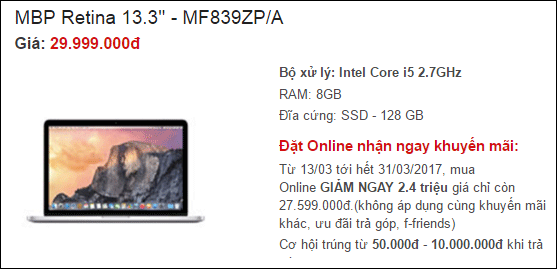 MBP Retina 13.3" - MF839ZP/A
Giá: 29.999.000đ
Bộ xử lý: Intel Core i5 2.7GHz
RAM: 8GB
Đĩa cứng: SSD - 128 GB
Đặt Online nhận ngay khuyến mãi:
Từ 13/03 tới hết 31/03/2017, mua
Online GIẢM NGAY 2.4 triệu giá chỉ còn
27.599.000đ.(không áp dụng cùng khuyến mãi
khác, ưu đãi trả góp, f-friends)
Cơ hội trúng từ 50.000đ - 10.000.000đ khi trả